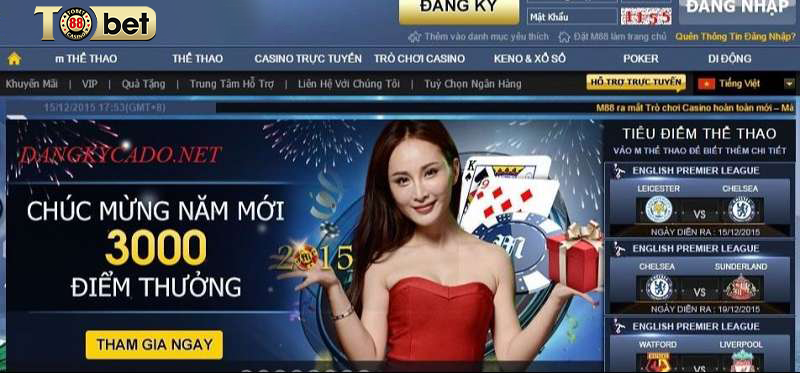 TO88bet
ĐĂNG KÝ
ĐĂNG NHẬP
Mật Khẩu
1155
Thêm vào danh mục yêu thích
Đặt M88 làm trang chủ
Quên Thông Tin Đăng Nhập?
m THỂ THAO
THỂ THAO
CASINO TRỰC TUYẾN
TRÒ CHƠI CASINO
KENO & XỔ SỐ
POKER
DI ĐỘNG
Khuyến Mãi | VIP | Quà Tặng | Trung Tâm Hỗ Trợ | Liên Hệ Với Chúng Tôi | Tuỳ Chọn Ngân Hàng
HỖ TRỢ TRỰC TUYẾN
Tiếng Việt
15/12/2015 17:53(GMT+8)
M88 ra mắt Trò chơi Casino hoàn toàn mới – Mà
DANGKYCADO.NET
CHÚC MỪNG NĂM MỚI
3000
ĐIỂM THƯỞNG
THAM GIA NGAY
2015
m
K
9
TIÊU ĐIỂM THỂ THAO
VÀO M THỂ THAO ĐỂ BIẾT THÊM CHI TIẾT
ENGLISH PREMIER LEAGUE
LEICESTER
CHELSEA
VS
NGÀY DIỄN RA : 15/12/2015
ENGLISH PREMIER LEAGUE
CHELSEA
SUNDERLAND
VS
NGÀY DIỄN RA : 19/12/2015
ENGLISH PREMIER LEAGUE
WATFORD
LIVERPOOL
VS